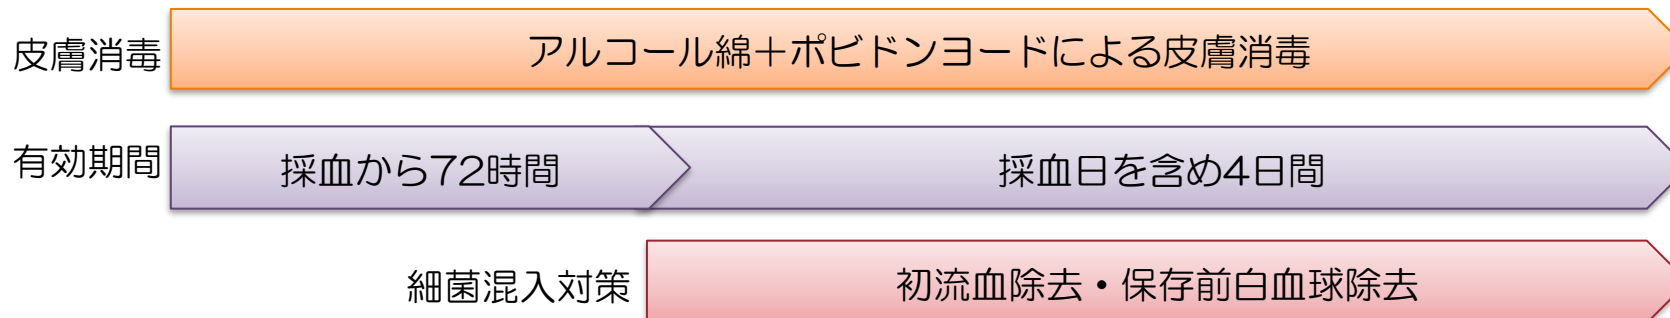 皮膚消毒
アルコール綿＋ポビドンヨードによる皮膚消毒
有効期間
採血から72時間
採血日を含め4日間
細菌混入対策
初流血除去・保存前白血球除去